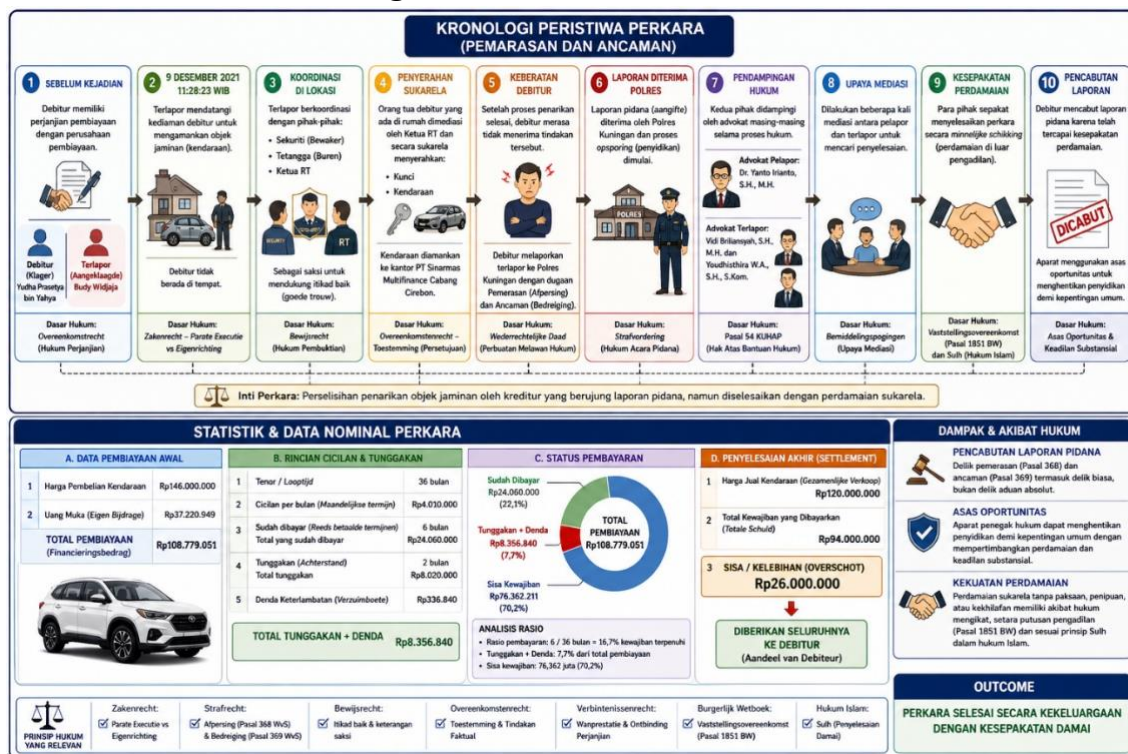 KRONOLOGI PERISTIWA PERKARA
(PEMARASAN DAN ANCAMAN)
1 SEBELUM KEJADIAN
Debitur memiliki
perjanjian pembiayaan
dengan perusahaan
pembiayaan.
Debitur
(Klager)
Yudha Prasetya
bin Yahya
Terlapor
(Aangeklaagde)
Budy Widjaja
Dasar Hukum:
Overeenkomstrecht
(Hukum Perjanjian)
2 9 DESEMBER 2021
11:28:23 WIB
Terlapor mendatangi
kediaman debitur untuk
mengamankan objek
jaminan (kendaraan).
Debitur tidak
berada di tempat.
Dasar Hukum:
Zakenrecht – Parate Executie
vs Eigenrichting
3 KOORDINASI
DI LOKASI
Terlapor berkoordinasi
dengan pihak-pihak:
• Sekuriti (Bewaker)
• Tetangga (Buren)
• Ketua RT
RT
Sebagai saksi untuk
mendukung itikad baik
(goede trouw).
Dasar Hukum:
Bewijsrecht
(Hukum Pembuktian)
4 PENYERAHAN
SUKARELA
Orang tua debitur yang
ada di rumah dimediasi
oleh Ketua RT dan
secara sukarela
menyerahkan:
• Kunci
• Kendaraan
Kendaraan diamankan
ke kantor PT Sinarmas
Multifinance Cabang
Cirebon.
Dasar Hukum:
Overeenkomstenrecht –
Toestemming (Persetujuan)
5 KEBERATAN
DEBITUR
Setelah proses penarikan
selesai, debitur merasa
tidak menerima tindakan
tersebut.
Debitur melaporkan
terlapor ke Polres
Kuningan dengan dugaan
Pemerasan (Afpersing)
dan Ancaman (Bedreiging).
Dasar Hukum:
Wederrechtelijke Daad
(Perbuatan Melawan Hukum)
6 LAPORAN DITERIMA
POLRES
Laporan pidana (aangifte)
diterima oleh Polres
Kuningan dan proses
opsporing (penyidikan)
dimulai.
POLRES
Dasar Hukum:
Strafvordering
(Hukum Acara Pidana)
7 PENDAMPINGAN
HUKUM
Kedua pihak didampingi
oleh advokat masing-masing
selama proses hukum.
Advokat Pelapor:
Dr. Yanto Irianto,
S.H., M.H.
Advokat Terlapor:
Vidi Briliansyah, S.H.,
M.H. dan
Youdhisthira W.A.,
S.H., S.Kom.
Dasar Hukum:
Pasal 54 KUHAP
(Hak Atas Bantuan Hukum)
8 UPAYA MEDIASI
Dilakukan beberapa kali
mediasi antara pelapor
dan terlapor untuk
mencari penyelesaian.
Dasar Hukum:
Bemiddelingspogingen
(Upaya Mediasi)
9 KESEPAKATAN
PERDAMAIAN
Para pihak sepakat
menyelesaikan perkara
secara minnelijke schikking
(perdamaian di luar
pengadilan).
Dasar Hukum:
Vaststellingsovereenkomst
(Pasal 1851 BW)
dan Sulh (Hukum Islam)
10 PENCABUTAN
LAPORAN
Debitur mencabut laporan
pidana karena telah
tercapai kesepakatan
perdamaian.
DICABUT
Aparat menggunakan asas
oportunitas untuk
menghentikan penyidikan
demi kepentingan umum.
Dasar Hukum:
Asas Oportunitas &
Keadilan Substansial
Inti Perkara: Perselisihan penarikan objek jaminan oleh kreditur yang berujung laporan pidana, namun diselesaikan dengan perdamaian sukarela.
STATISTIK & DATA NOMINAL PERKARA
A. DATA PEMBIAYAAN AWAL
1 Harga Pembelian Kendaraan Rp146.000.000
2 Uang Muka (Eigen Bijdrage) Rp37.220.949
TOTAL PEMBIAYAAN
(Financieringsbedrag) Rp108.779.051
B. RINCIAN CICILAN & TUNGGAKAN
1 Tenor / Looptijd 36 bulan
2 Cicilan per bulan (Maandelijkse termijn) Rp4.010.000
3 Sudah dibayar (Reeds betaalde termijnen) 6 bulan
Total yang sudah dibayar Rp24.060.000
4 Tunggakan (Achterstand) 2 bulan
Total tunggakan Rp8.020.000
5 Denda Keterlambatan (Verzuimboete) Rp336.840
TOTAL TUNGGAKAN + DENDA Rp8.356.840
C. STATUS PEMBAYARAN
Sudah Dibayar
Rp24.060.000
(22,1%)
Tunggakan + Denda
Rp8.356.840
(7,7%)
Sisa Kewajiban
Rp76.362.211
(70,2%)
TOTAL
PEMBIAYAAN
Rp108.779.051
ANALISIS RASIO
• Rasio pembayaran: 6 / 36 bulan = 16,7% kewajiban terpenuhi
• Tunggakan + Denda: 7,7% dari total pembiayaan
• Sisa kewajiban: 76,362 juta (70,2%)
D. PENYELESAIAN AKHIR (SETTLEMENT)
1 Harga Jual Kendaraan (Gezamenlijke Verkoop)
Rp120.000.000
2 Total Kewajiban yang Dibayarkan
(Totale Schuld)
Rp94.000.000
3 SISA / KELEBIHAN (OVERSCHOT)
Rp26.000.000
DIBERIKAN SELURUHNYA
KE DEBITUR
(Aandeel van Debiteur)
DAMPAK & AKIBAT HUKUM
PENCABUTAN LAPORAN PIDANA
Delik pemerasan (Pasal 368) dan
ancaman (Pasal 369) termasuk delik biasa,
bukan delik aduan absolut.
ASAS OPORTUNITAS
Aparat penegak hukum dapat menghentikan
penyidikan demi kepentingan umum dengan
mempertimbangkan perdamaian dan
keadilan substansial.
KEKUATAN PERDAMAIAN
Perdamaian sukarela tanpa paksaan, penipuan,
atau kekhilafan memiliki akibat hukum
mengikat, setara putusan pengadilan
(Pasal 1851 BW) dan sesuai prinsip Sulh
dalam hukum Islam.
OUTCOME
PERKARA SELESAI SECARA KEKELUARGAAN
DENGAN KESEPAKATAN DAMAI
PRINSIP HUKUM
YANG RELEVAN
Zakenrecht:
Parate Executie vs
Eigenrichting
Strafrecht:
Afpersing (Pasal 368 WvS)
& Bedreiging (Pasal 369 WvS)
Bewijsrecht:
Itikad baik & keterangan
saksi
Overeenkomstenrecht:
Toestemming & Tindakan
Faktual
Verbintenissenrecht:
Wanprestatie & Ontbinding
Perjanjian
Burgerlijk Wetboek:
Vaststellingsovereenkomst
(Pasal 1851 BW)
Hukum Islam:
Sulh (Penyelesaian
Damai)